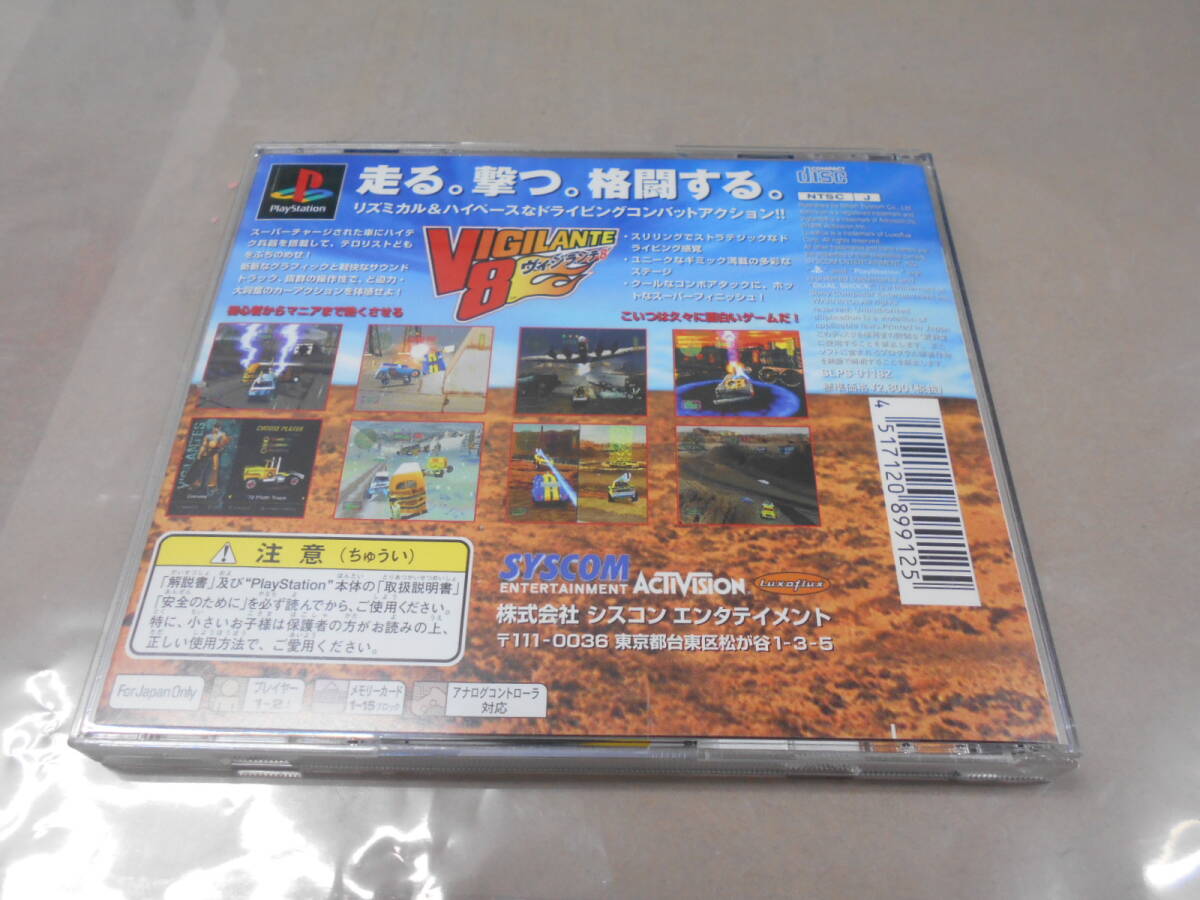 PlayStation
走る。撃つ。格闘する。
リズミカル&ハイペースなドライビングコンバットアクション!!
COMPACT
disc
NTSC J
スーパーチャージされた車にハイテ
ク兵器を搭載して、テロリストども
をぶちのめせ!
斬新なグラフィックと軽快なサウンド
トラック。抜群の操作性で、ど迫力・
大興奮のカーアクションを体感せよ!
VIGILANTE
8
ヴィジランテ8
・スリリングでストラテジックなド
ライビング感覚
・ユニークなギミック満載の多彩な
ステージ
・クールなコンボアタックに、ホッ
トなスーパーフィニッシュ!
初心者からマニアまで熱くさせる
こいつは久々に面白いゲームだ!
SLPS-01182
CHOOSE PLAYER
4 517120 899125
注意(ちゅうい)
「解説書」及び“PlayStation”本体の「取扱説明書」
「安全のために」を必ず読んでから、ご使用ください。
特に、小さいお子様は保護者の方がお読みの上、
正しい使用方法で、ご愛用ください。
SYSCOM
ENTERTAINMENT
ACTIVISION
Luxoflux
株式会社 シスコン エンタテイメント
〒111-0036 東京都台東区松が谷1-3-5
For Japan Only
プレイヤー
1~2人
メモリーカード
1~15ブロック
アナログコントローラ
対応